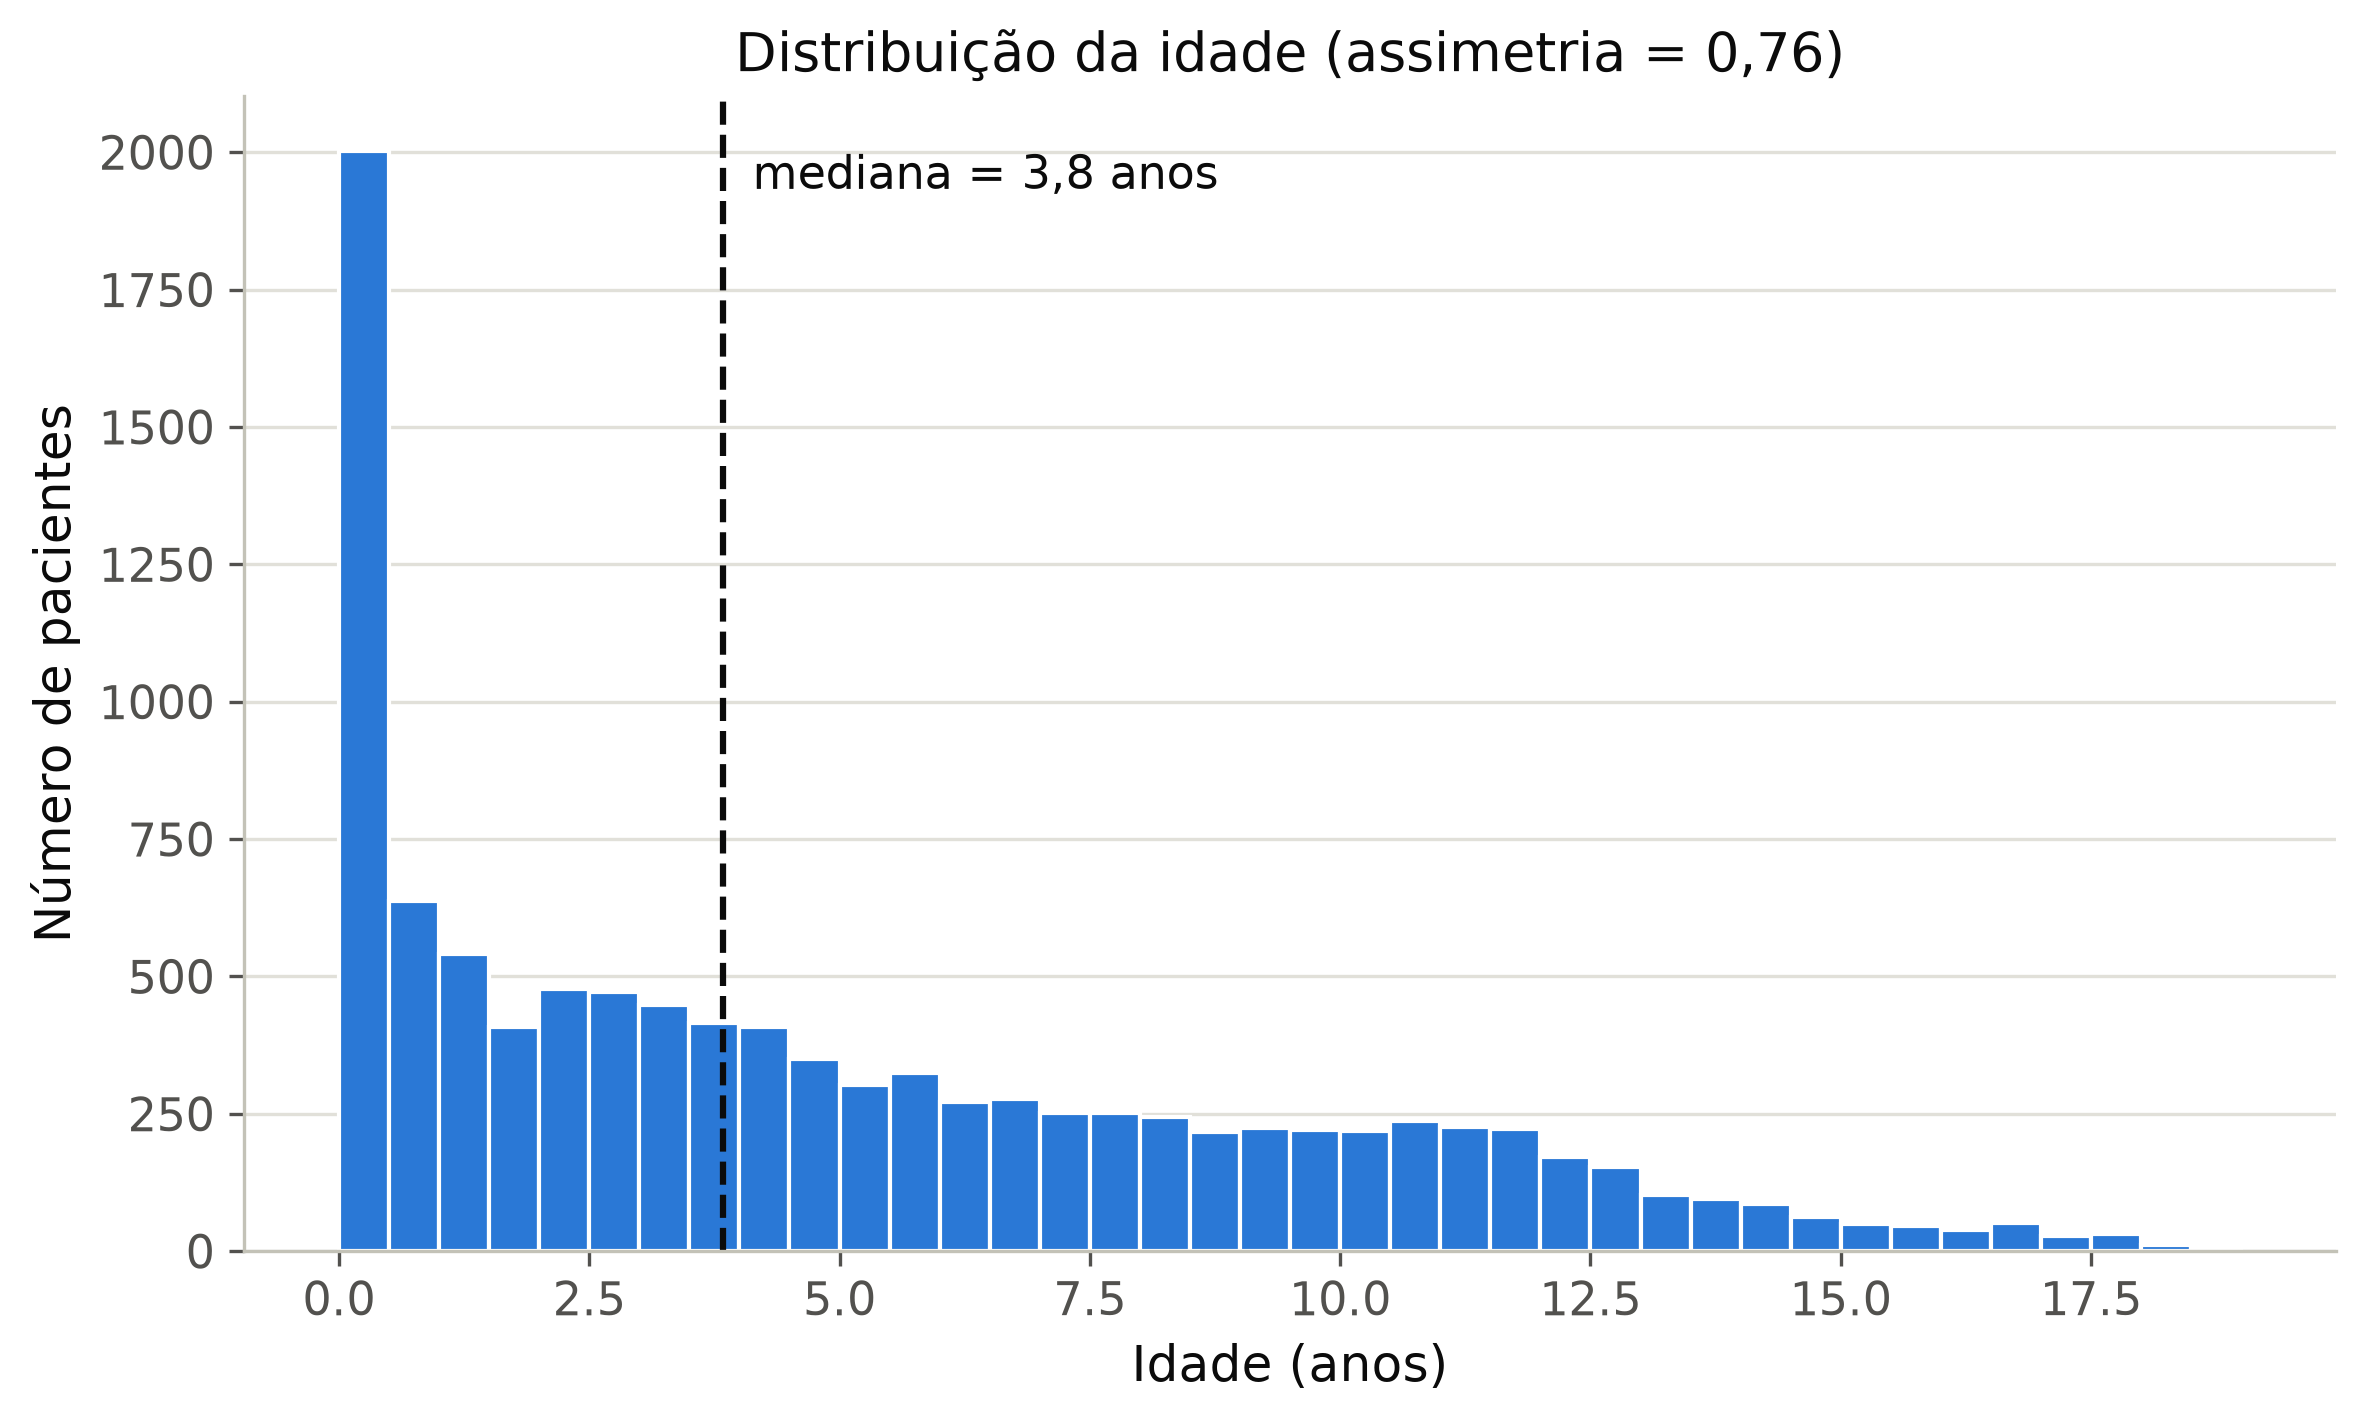 Distribuição da idade (assimetria = 0,76)
mediana = 3,8 anos
Número de pacientes
2000
1750
1500
1250
1000
750
500
250
0
0.0 2.5 5.0 7.5 10.0 12.5 15.0 17.5
Idade (anos)